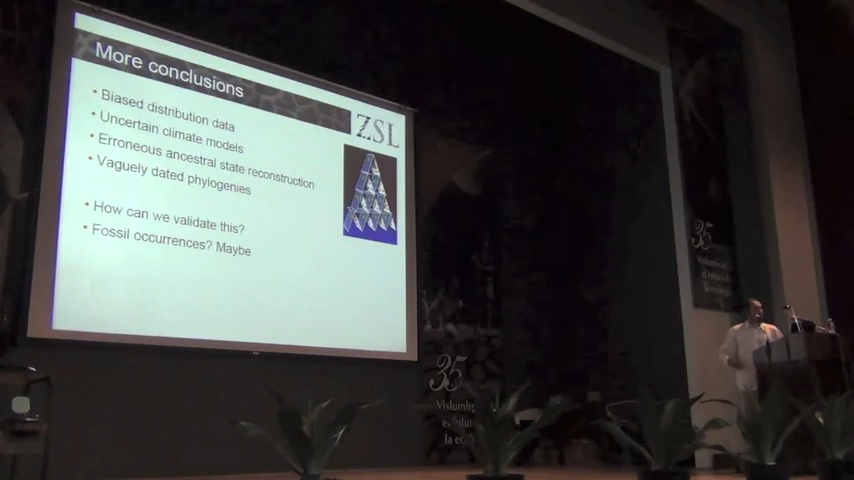 More conclusions
ZSL
• Biased distribution data
• Uncertain climate models
• Erroneous ancestral state reconstruction
• Vaguely dated phylogenies
• How can we validate this?
• Fossil occurrences? Maybe
35
35